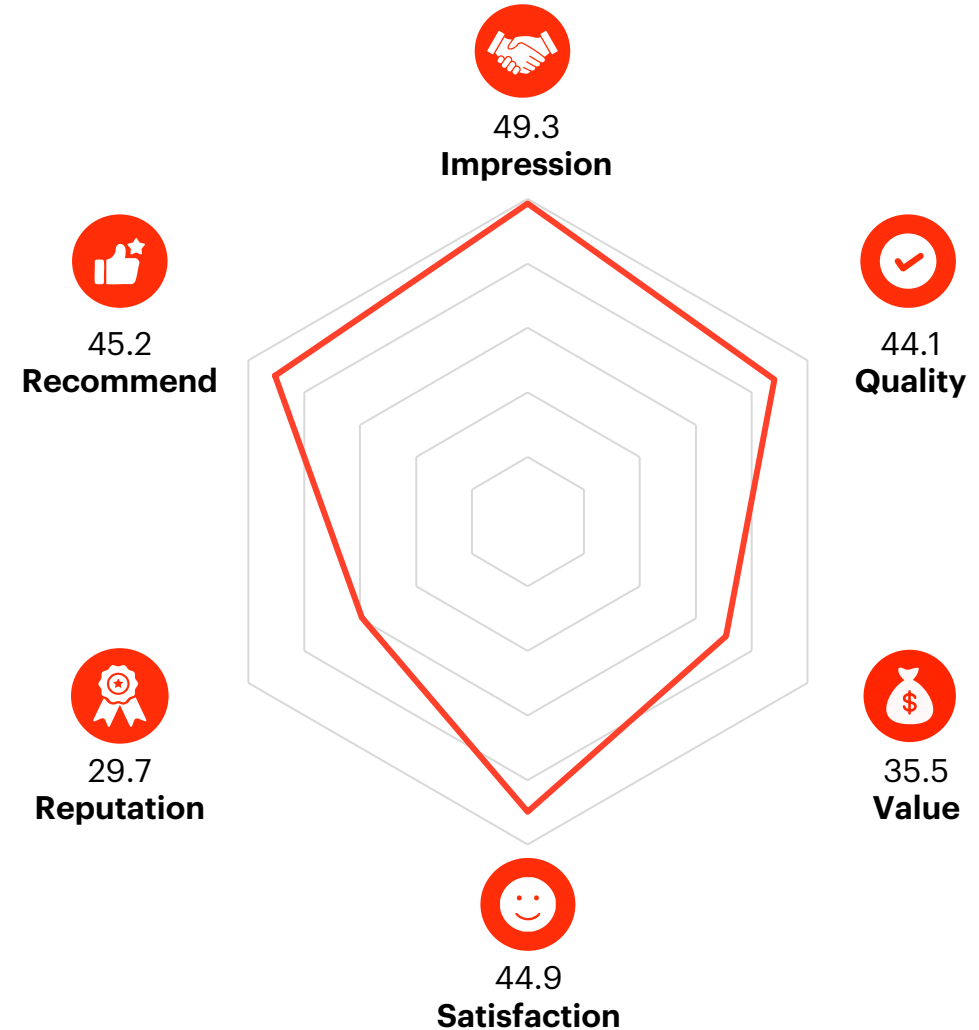 49.3
Impression
45.2
Recommend
44.1
Quality
29.7
Reputation
$
35.5
Value
44.9
Satisfaction